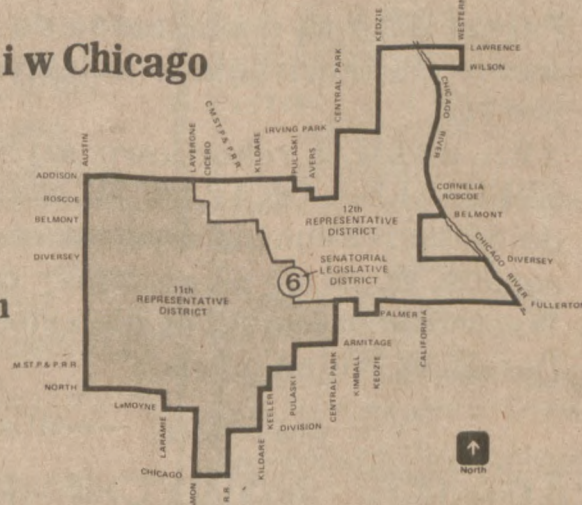 i w Chicago
KEDZIE
WESTERN
LAWRENCE
WILSON
CENTRAL PARK
CHICAGO RIVER
AUSTIN
LAVERGNE
CICERO
C.M.ST.P.& P.R.R
KILDARE
IRVING PARK
PULASKI
AVERS
ADDISON
ROSCOE
BELMONT
DIVERSEY
CORNELIA
ROSCOE
BELMONT
12th
REPRESENTATIVE
DISTRICT
CHICAGO RIVER
DIVERSEY
6
SENATORIAL
LEGISLATIVE
DISTRICT
11th
REPRESENTATIVE
DISTRICT
FULLERTON
PALMER
CALIFORNIA
ARMITAGE
M.ST.P.& P.R.R
NORTH
LeMOYNE
LARAMIE
KEELER
PULASKI
CENTRAL PARK
KIMBALL
KEDZIE
DIVISION
KILDARE
CHICAGO
MON
R.R
North